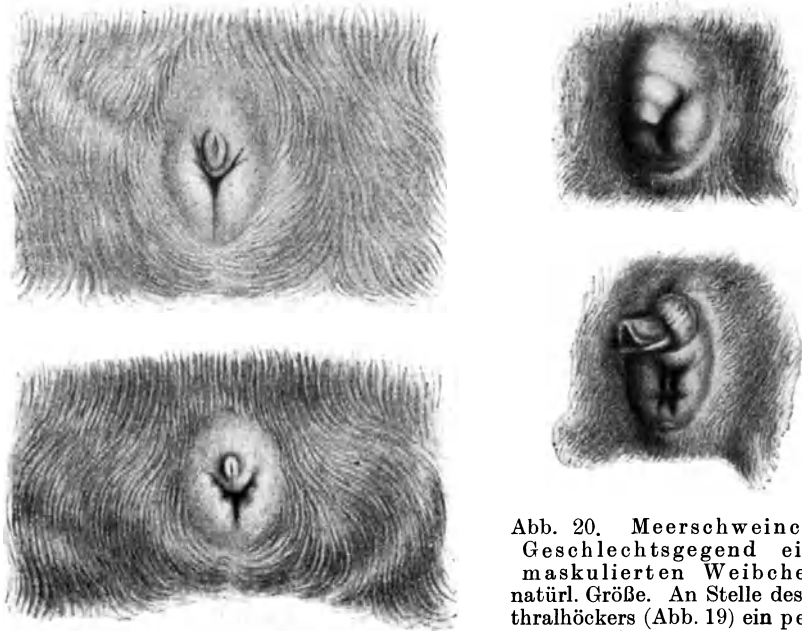 Abb. 20. Meerschweinc
Geschlechtsgegend ei
maskulierten Weibche
natürl. Größe. An Stelle des
thralhöckers (Abb. 19) ein pe